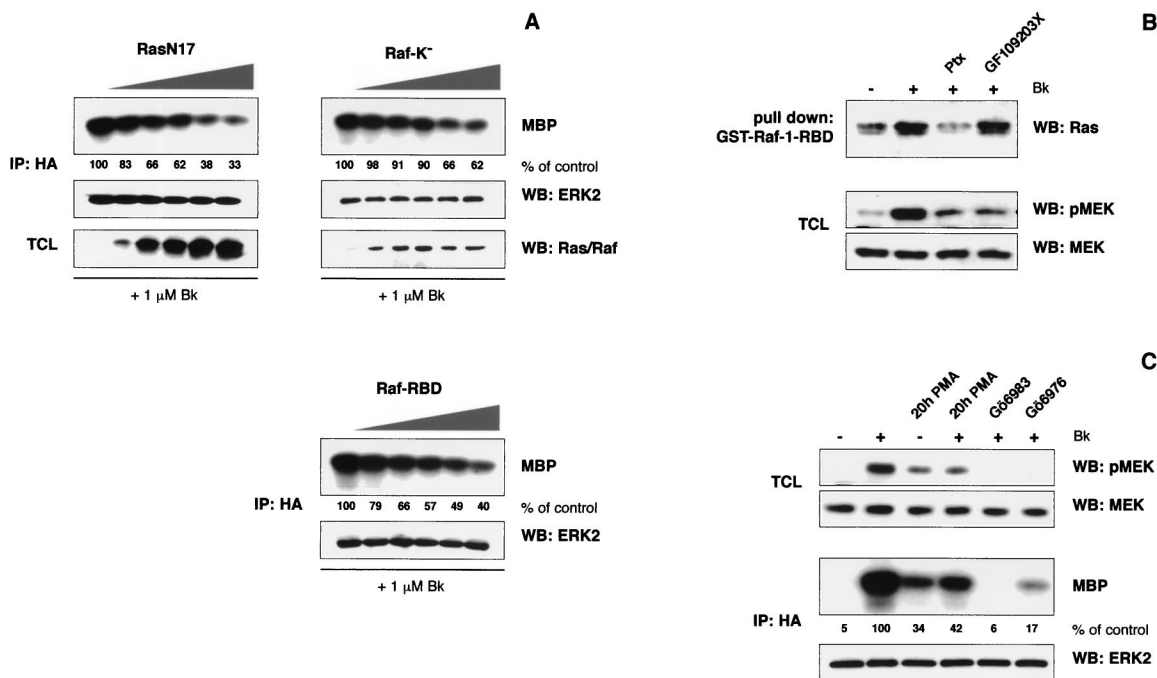 A
RasN17
Raf-K-
MBP
IP: HA
100 83 66 62 38 33
100 98 91 90 66 62
% of control
WB: ERK2
TCL
WB: Ras/Raf
+ 1 μM Bk
+ 1 μM Bk
Raf-RBD
MBP
IP: HA
100 79 66 57 49 40
% of control
WB: ERK2
+ 1 μM Bk
B
Ptx
GF109203X
- + + + Bk
pull down:
GST-Raf-1-RBD
WB: Ras
TCL
WB: pMEK
WB: MEK
C
20h PMA
20h PMA
Gö6983
Gö6976
- + - + + + Bk
TCL
WB: pMEK
WB: MEK
MBP
IP: HA
5 100 34 42 6 17
% of control
WB: ERK2